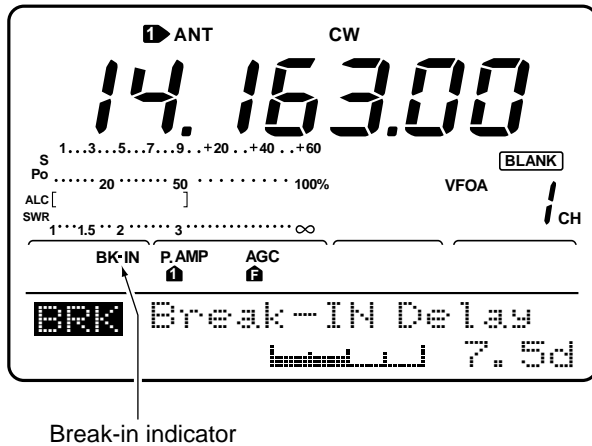 1 ANT CW
14.163.00
1...3...5...7...9..+20 ..+40 ..+60
S
BLANK
Po 20 50 100%
VFOA
ALC
1 CH
SWR
1 1.5 2 3 ∞
BK-IN P.AMP AGC
1 F
BRK Break-IN Delay
7.5d
Break-in indicator